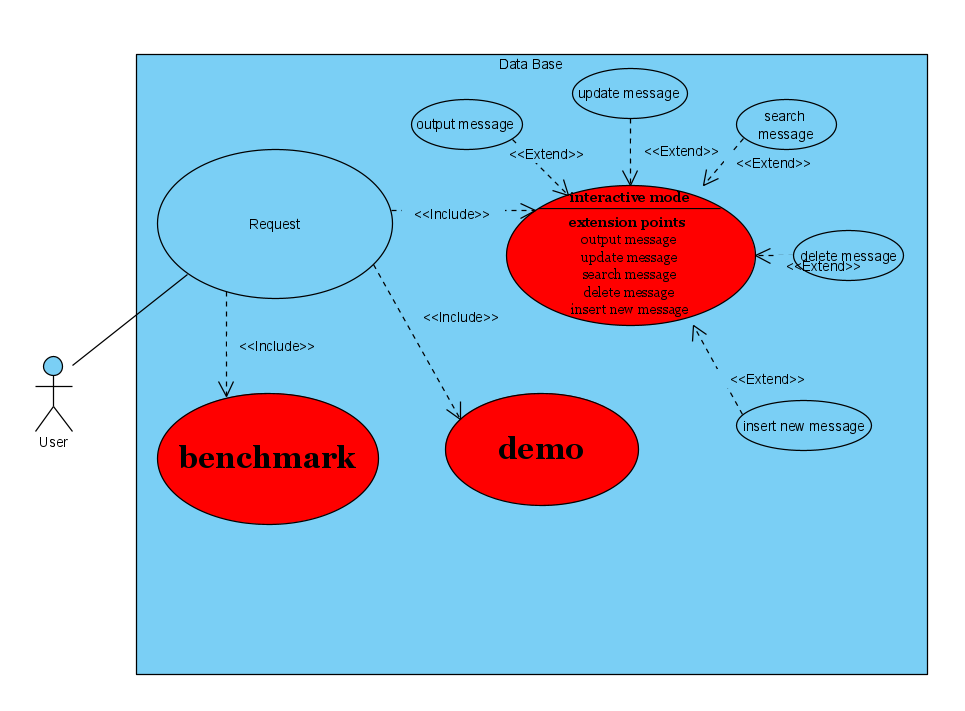 Data Base
update message
output message
search
message
<<Extend>>
<<Extend>>
<<Extend>>
interactive mode
<<Include>>
Request
extension points
output message
update message
search message
delete message
insert new message
delete message
<<Extend>>
<<Include>>
<<Include>>
<<Extend>>
insert new message
User
benchmark
demo